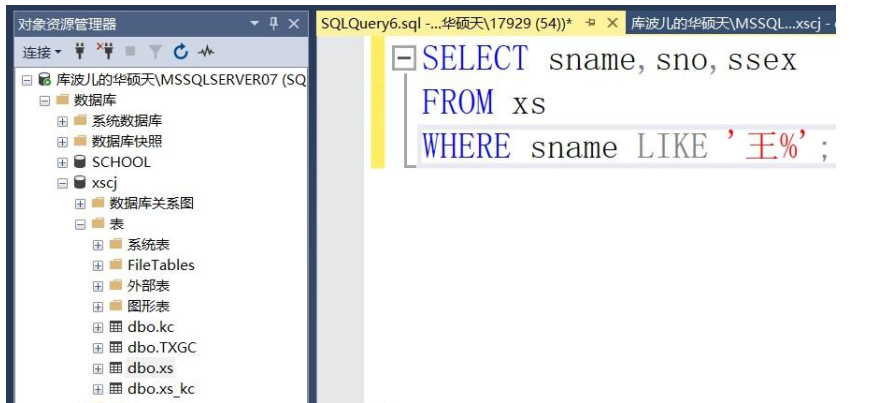 对象资源管理器
连接
库波儿的华硕天\MSSQLSERVER07 (SQ
数据库
系统数据库
数据库快照
SCHOOL
xscj
数据库关系图
表
系统表
FileTables
外部表
图形表
dbo.kc
dbo.TXGC
dbo.xs
dbo.xs_kc
SQLQuery6.sql -...华硕天\17929 (54))*
库波儿的华硕天\MSSQL...xscj -
SELECT sname,sno,ssex
FROM xs
WHERE sname LIKE '王%';